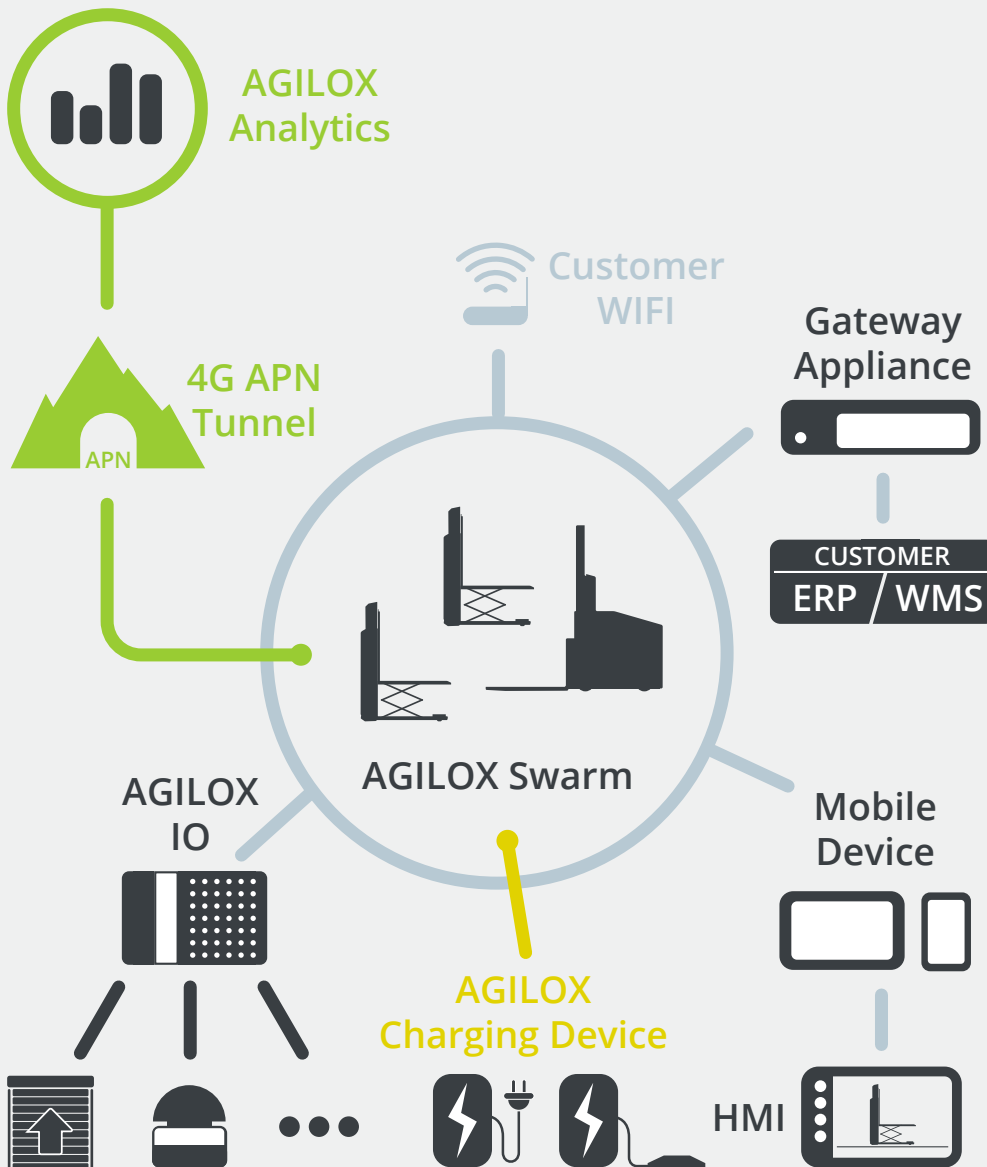 AGILOX
Analytics
Customer
WIFI
Gateway
Appliance
4G APN
Tunnel
APN
CUSTOMER
ERP / WMS
AGILOX Swarm
AGILOX
IO
Mobile
Device
AGILOX
Charging Device
HMI